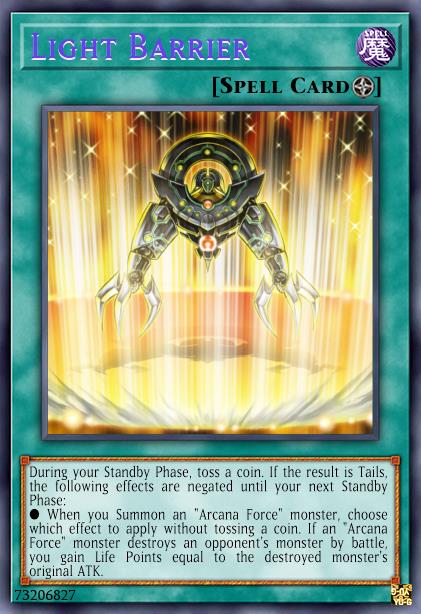 Light Barrier
SPELL
魔
[Spell Card]
During your Standby Phase, toss a coin. If the result is Tails,
the following effects are negated until your next Standby
Phase:
● When you Summon an "Arcana Force" monster, choose
which effect to apply without tossing a coin. If an "Arcana
Force" monster destroys an opponent's monster by battle,
you gain Life Points equal to the destroyed monster's
original ATK.
73206827